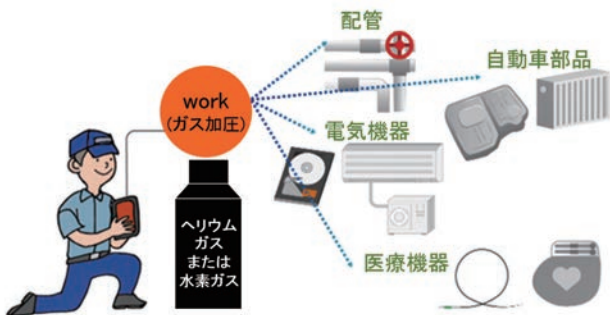 配管
自動車部品
work
(ガス加圧)
電気機器
ヘリウム
ガス
または
水素ガス
医療機器